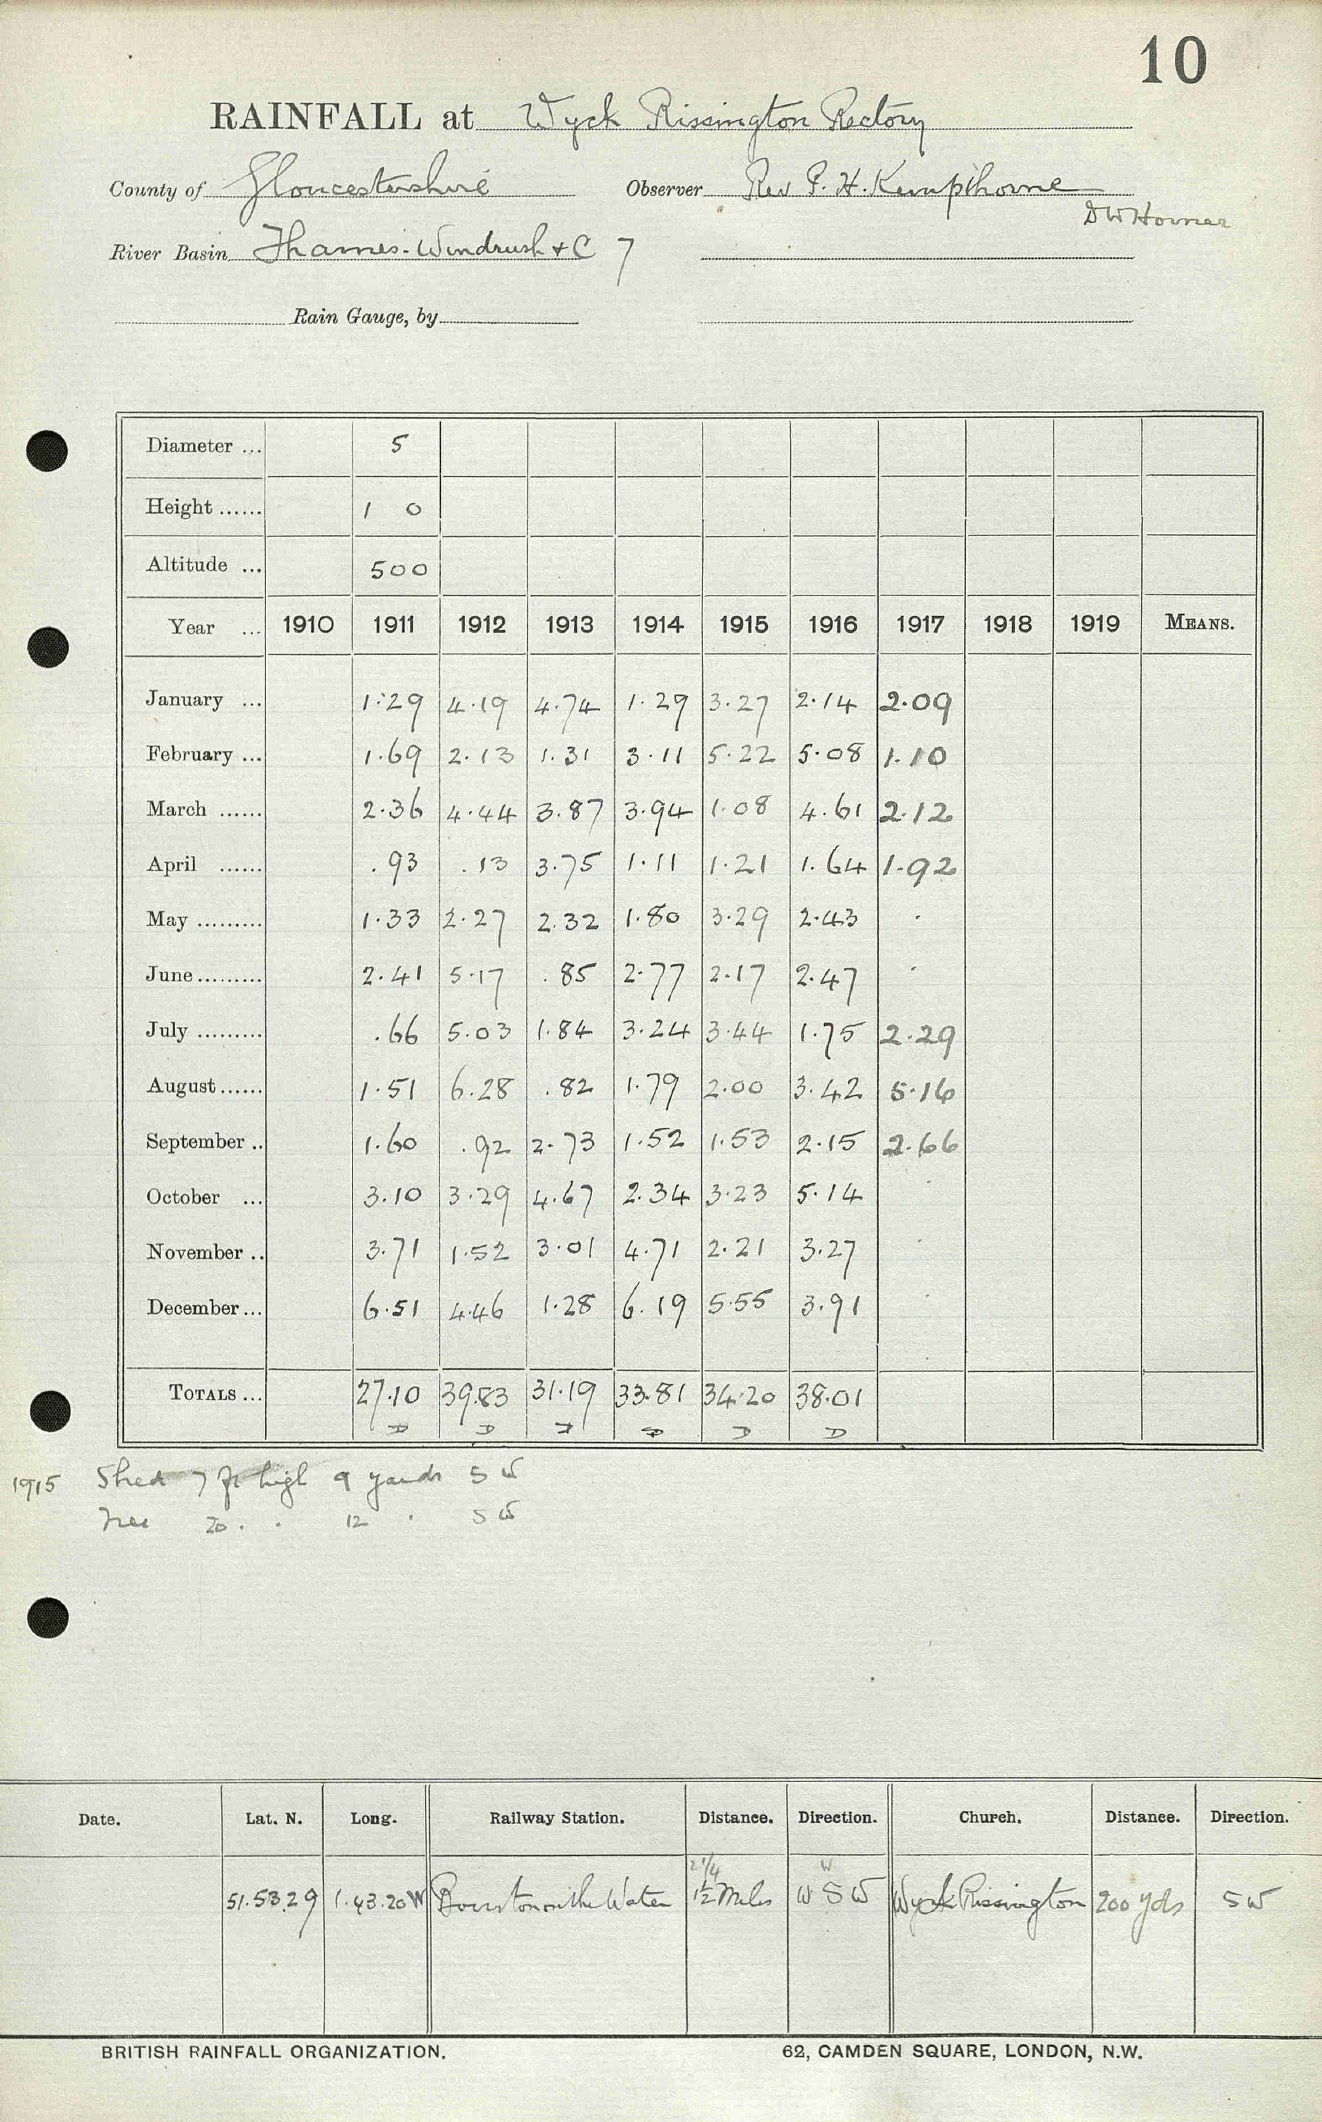 10
RAINFALL at Wyck Rissington Rectory
County of Gloucestershire Observer Rev P. H. Kempthorne
DW Horner
River Basin Thames-Windrush & C 7
Rain Gauge, by
Diameter ... 5
Height ...... 1 0
Altitude ... 500
Year ... 1910 1911 1912 1913 1914 1915 1916 1917 1918 1919 MEANS.
January ... 1.29 4.19 4.74 1.29 3.27 2.14 2.09
February ... 1.69 2.13 1.31 3.11 5.22 5.08 1.10
March ...... 2.36 4.44 3.87 3.94 1.08 4.61 2.12
April ...... .93 .13 3.75 1.11 1.21 1.64 1.92
May ......... 1.33 2.27 2.32 1.80 3.29 2.43 .
June ......... 2.41 5.17 .85 2.77 2.17 2.47 .
July ......... .66 5.03 1.84 3.24 3.44 1.75 2.29
August ...... 1.51 6.28 .82 1.79 2.00 3.42 5.16
September .. 1.60 .92 2.73 1.52 1.53 2.15 2.66
October ... 3.10 3.29 4.67 2.34 3.23 5.14 .
November .. 3.71 1.52 3.01 4.71 2.21 3.27 .
December ... 6.51 4.46 1.28 6.19 5.55 3.91 .
TOTALS ... 27.10 39.83 31.19 33.81 34.20 38.01
D D D D D D
1915 Shed 7 ft high 9 yards SW
Tree 20 . . 12 . SW
Date. Lat. N. Long. Railway Station. Distance. Direction. Church. Distance. Direction.
2 1/4 W
51.53.29 1.43.20W Bourton on the Water 1½ Miles W SW Wyck Rissington 200 yds SW
BRITISH RAINFALL ORGANIZATION. 62, CAMDEN SQUARE, LONDON, N.W.